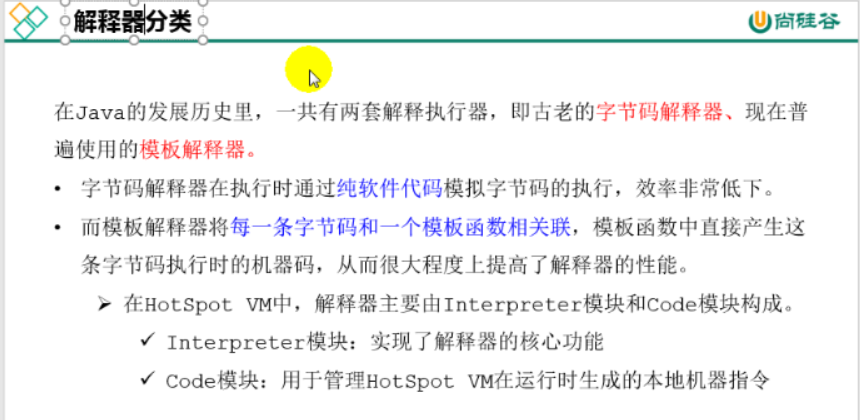 解释器分类
尚硅谷
在Java的发展历史里，一共有两套解释执行器，即古老的字节码解释器、现在普
遍使用的模板解释器。
• 字节码解释器在执行时通过纯软件代码模拟字节码的执行，效率非常低下。
• 而模板解释器将每一条字节码和一个模板函数相关联，模板函数中直接产生这
条字节码执行时的机器码，从而很大程度上提高了解释器的性能。
➢ 在HotSpot VM中，解释器主要由Interpreter模块和Code模块构成。
✓ Interpreter模块：实现了解释器的核心功能
✓ Code模块：用于管理HotSpot VM在运行时生成的本地机器指令